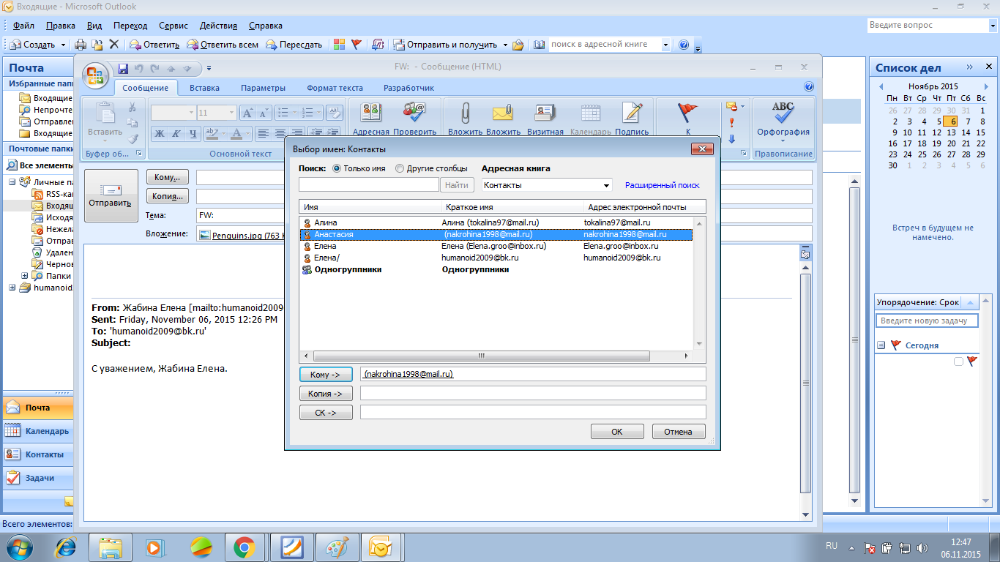 Входящие - Microsoft Outlook
Файл Правка Вид Переход Сервис Действия Справка
Введите вопрос
Создать Ответить Ответить всем Переслать Отправить и получить поиск в адресной книге
Почта
Избранные пап
Входящие
Непрочте
Отправлен
Входящие
Почтовые папки
Все элементы
Личные па
RSS-ка
Входящ
Исходя
Нежела
Отправ
Удален
Чернов
Папки
humanoid.
Почта
Календарь
Контакты
Задачи
Всего элементов:
FW: - Сообщение (HTML)
Сообщение Вставка Параметры Формат текста Разработчик
Вставить
Буфер об...
11
Ж К Ч
ab
A
Основной текст
Адресная Проверить
Вложить Вложить Визитная Календарь Подпись
К
ABC
Орфография
Правописание
Отправить
Кому...
Копия...
Тема: FW:
Вложение: Penguins.jpg (763 К
From: Жабина Елена [mailto:humanoid2009
Sent: Friday, November 06, 2015 12:26 PM
To: 'humanoid2009@bk.ru'
Subject:
С уважением, Жабина Елена.
Выбор имен: Контакты
Поиск: Только имя Другие столбцы Адресная книга
Найти Контакты Расширенный поиск
Имя Краткое имя Адрес электронной почты
Алина Алина (tokalina97@mail.ru) tokalina97@mail.ru
Анастасия (nakrohina1998@mail.ru) nakrohina1998@mail.ru
Елена Елена (Elena.groo@inbox.ru) Elena.groo@inbox.ru
Елена/ humanoid2009@bk.ru humanoid2009@bk.ru
Одногруппники Одногруппники
Кому -> (nakrohina1998@mail.ru)
Копия ->
СК ->
ОК Отмена
Список дел
Ноябрь 2015
Пн Вт Ср Чт Пт Сб Вс
26 27 28 29 30 31 1
2 3 4 5 6 7 8
9 10 11 12 13 14 15
16 17 18 19 20 21 22
23 24 25 26 27 28 29
30 1 2 3 4 5 6
Встреч в будущем не
намечено.
Упорядочение: Срок
Введите новую задачу
Сегодня
RU
12:47
06.11.2015